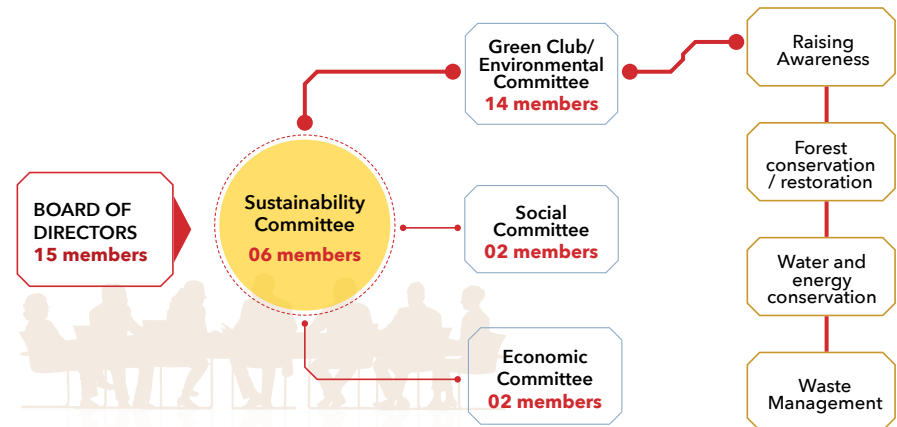 BOARD OF
DIRECTORS
15 members
Sustainability
Committee
06 members
Green Club/
Environmental
Committee
14 members
Social
Committee
02 members
Economic
Committee
02 members
Raising
Awareness
Forest
conservation
/ restoration
Water and
energy
conservation
Waste
Management